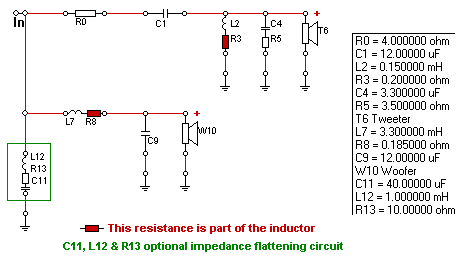 In
R0
C1
L2
R3
C4
R5
+
T6
L7
R8
C9
+
W10
L12
R13
C11
R0 = 4.000000 ohm
C1 = 12.00000 uF
L2 = 0.150000 mH
R3 = 0.200000 ohm
C4 = 3.300000 uF
R5 = 3.500000 ohm
T6 Tweeter
L7 = 3.300000 mH
R8 = 0.185000 ohm
C9 = 12.00000 uF
W10 Woofer
C11 = 40.00000 uF
L12 = 1.000000 mH
R13 = 10.00000 ohm
This resistance is part of the inductor
C11, L12 & R13 optional impedance flattening circuit